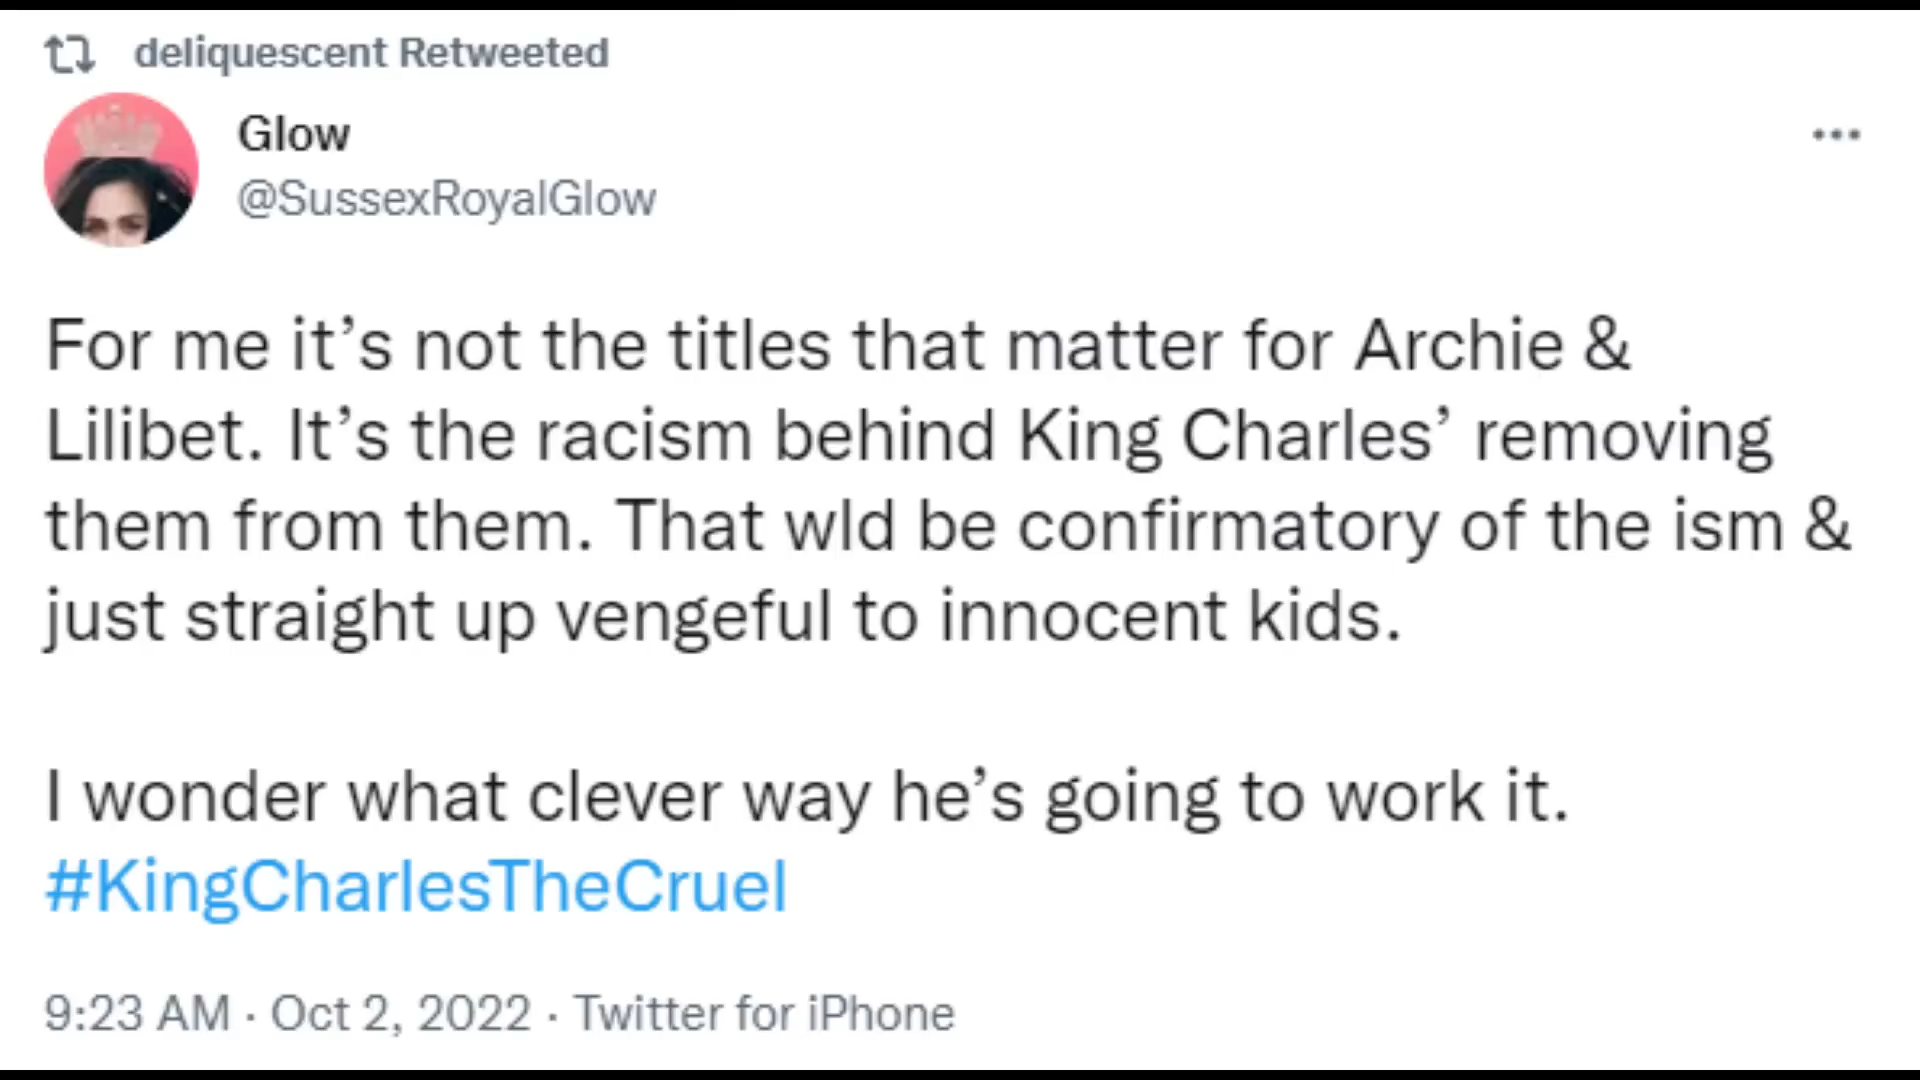 deliquescent Retweeted
Glow
@SussexRoyalGlow
For me it’s not the titles that matter for Archie &
Lilibet. It’s the racism behind King Charles’ removing
them from them. That wld be confirmatory of the ism &
just straight up vengeful to innocent kids.
I wonder what clever way he’s going to work it.
#KingCharlesTheCruel
9:23 AM · Oct 2, 2022 · Twitter for iPhone